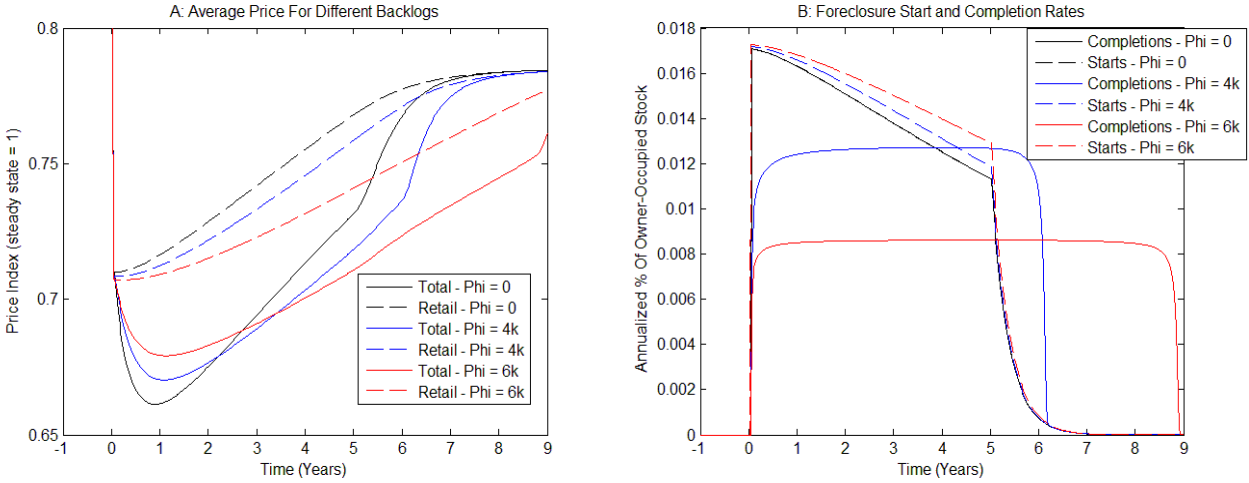 A: Average Price For Different Backlogs
Price Index (steady state = 1)
0.8
0.75
0.7
0.65
-1 0 1 2 3 4 5 6 7 8 9
Time (Years)
Total - Phi = 0
Retail - Phi = 0
Total - Phi = 4k
Retail - Phi = 4k
Total - Phi = 6k
Retail - Phi = 6k
B: Foreclosure Start and Completion Rates
Annualized % Of Owner-Occupied Stock
0.018
0.016
0.014
0.012
0.01
0.008
0.006
0.004
0.002
0
-1 0 1 2 3 4 5 6 7 8 9
Time (Years)
Completions - Phi = 0
Starts - Phi = 0
Completions - Phi = 4k
Starts - Phi = 4k
Completions - Phi = 6k
Starts - Phi = 6k